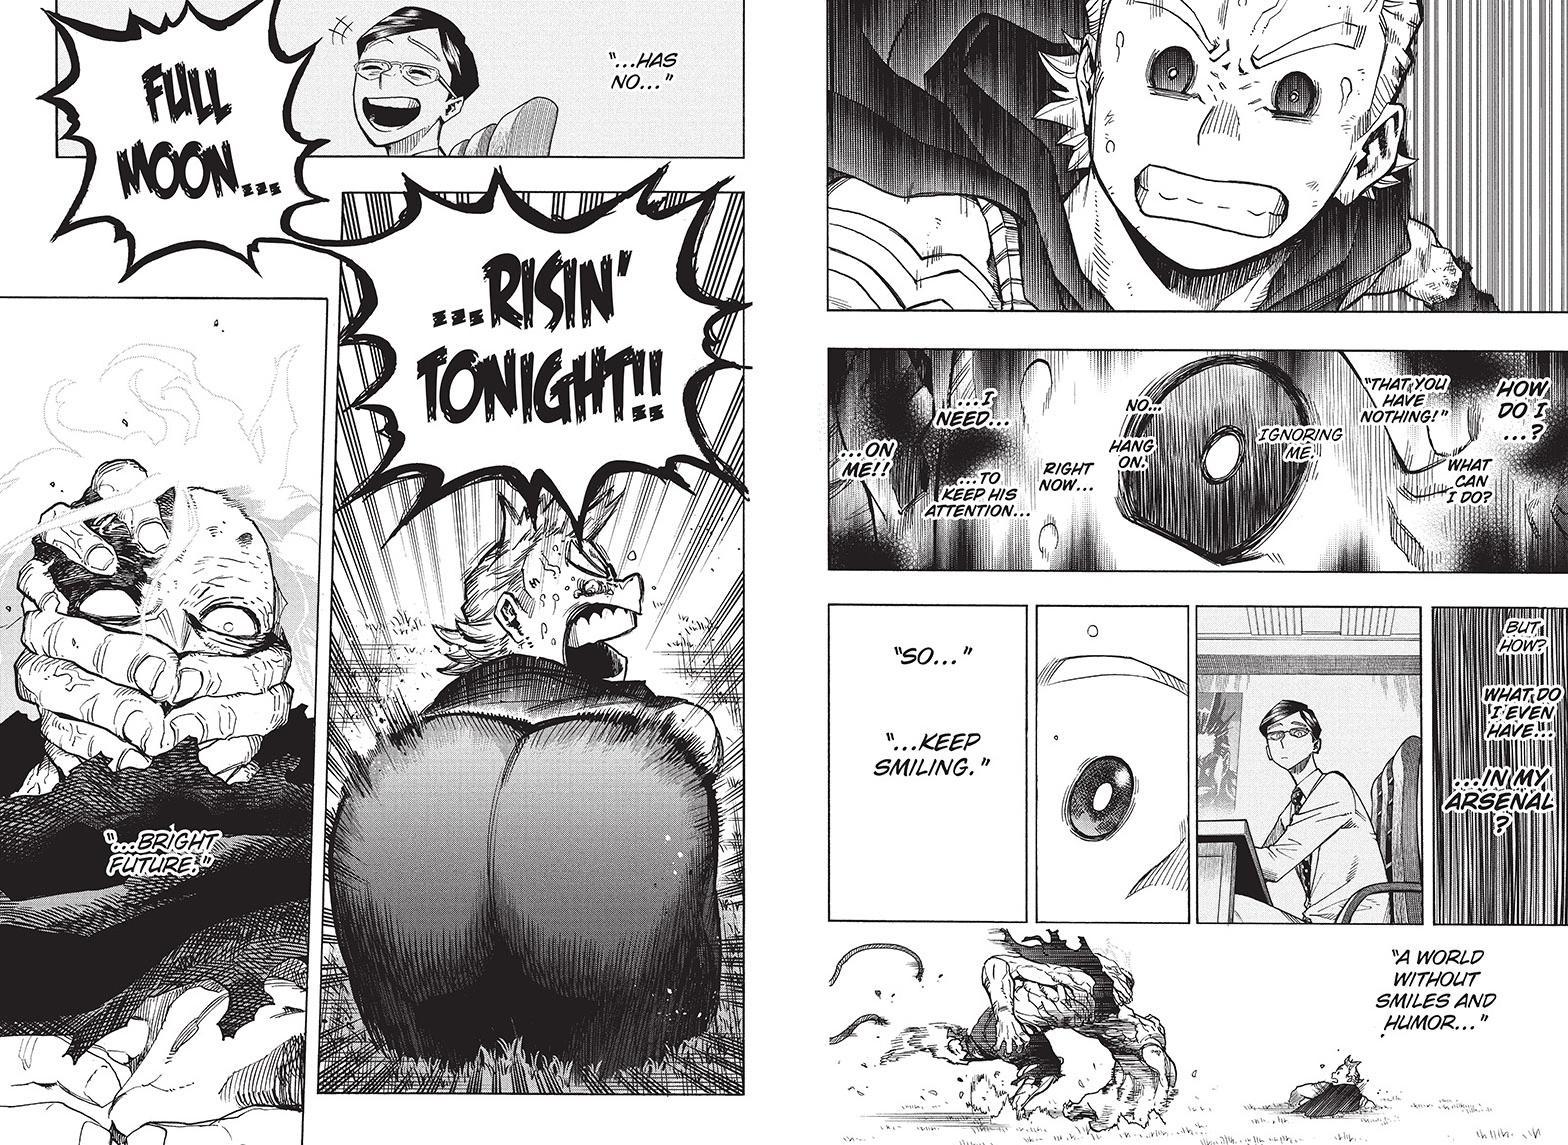 HOW
DO I
...?
"THAT YOU
HAVE
NOTHING!"
WHAT
CAN
I DO?
IGNORING
ME.
NO...
HANG
ON.
RIGHT
NOW...
...I
NEED...
...TO
KEEP HIS
ATTENTION...
...ON
ME!!
BUT
HOW?
WHAT DO
I EVEN
HAVE...
...IN MY
ARSENAL
?
"SO..."
"...KEEP
SMILING."
"A WORLD
WITHOUT
SMILES AND
HUMOR..."
"...HAS
NO..."
FULL
MOON...
...RISIN'
TONIGHT!!
"...BRIGHT
FUTURE."